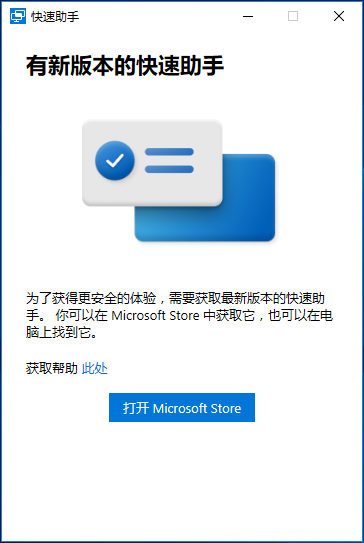 快速助手
有新版本的快速助手
为了获得更安全的体验，需要获取最新版本的快速助
手。 你可以在 Microsoft Store 中获取它，也可以在电
脑上找到它。
获取帮助 此处
打开 Microsoft Store